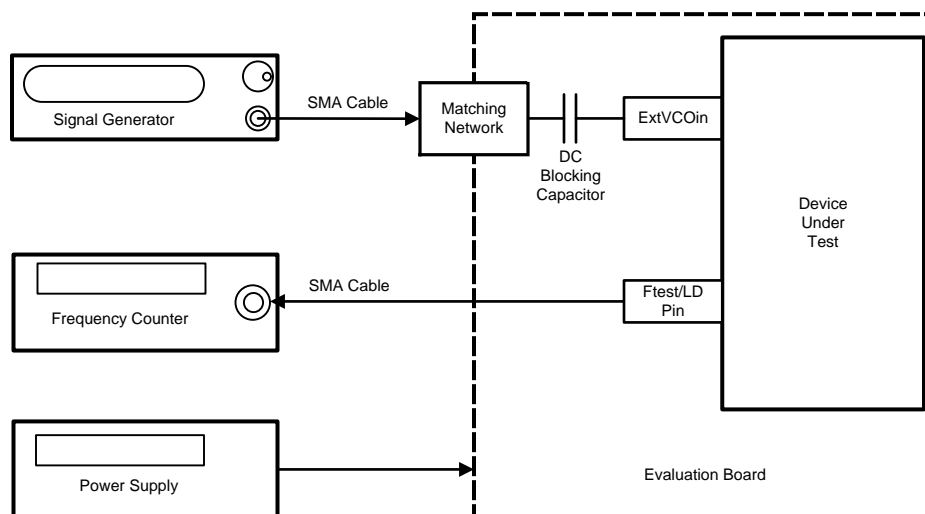 Signal Generator
SMA Cable
Matching
Network
DC
Blocking
Capacitor
ExtVCOin
Device
Under
Test
Frequency Counter
SMA Cable
Ftest/LD
Pin
Power Supply
Evaluation Board